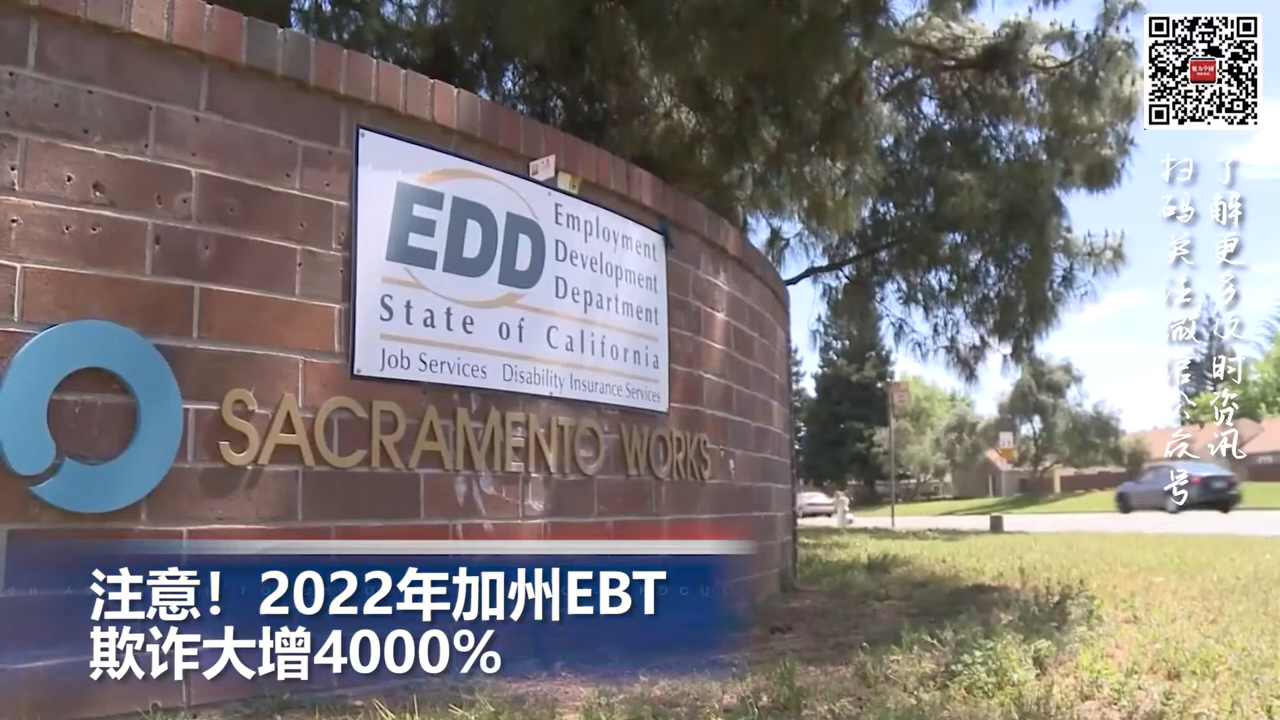 EDD
Employment
Development
Department
State of California
Job Services Disability Insurance Services
SACRAMENTO WORKS
了解更多及时资讯
扫码关注微信公众号
注意！2022年加州EBT
欺诈大增4000%